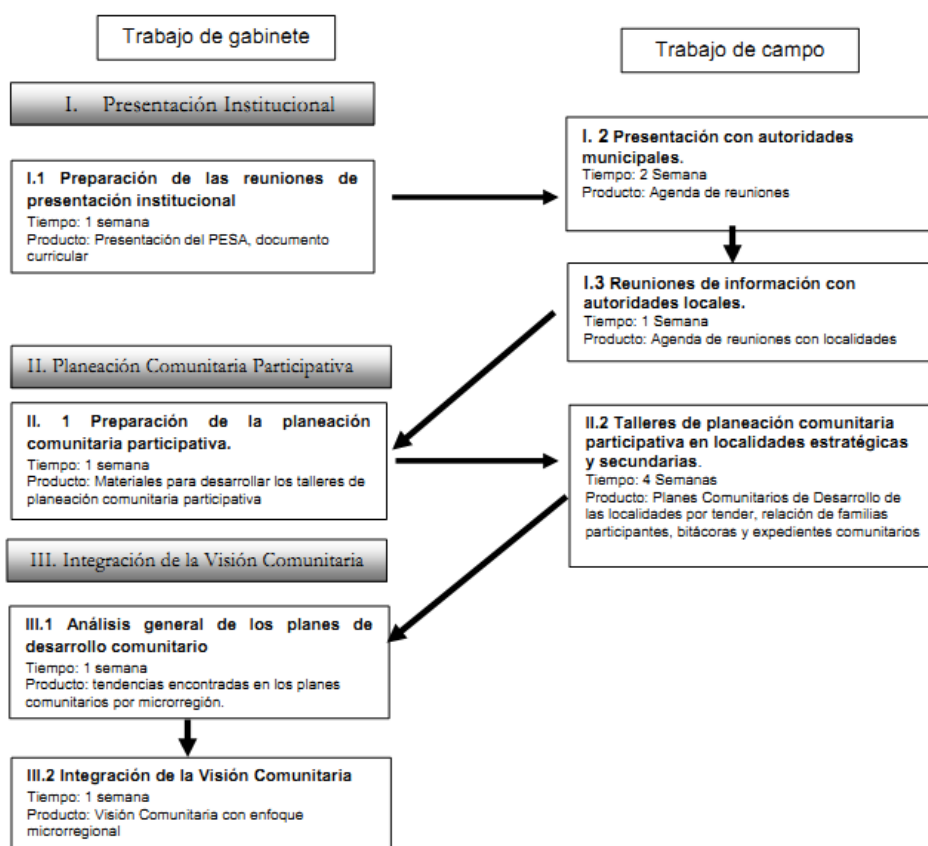 Trabajo de gabinete
Trabajo de campo
I. Presentación Institucional
I.1 Preparación de las reuniones de
presentación institucional
Tiempo: 1 semana
Producto: Presentación del PESA, documento
curricular
I. 2 Presentación con autoridades
municipales.
Tiempo: 2 Semana
Producto: Agenda de reuniones
I.3 Reuniones de información con
autoridades locales.
Tiempo: 1 Semana
Producto: Agenda de reuniones con localidades
II. Planeación Comunitaria Participativa
II. 1 Preparación de la planeación
comunitaria participativa.
Tiempo: 1 semana
Producto: Materiales para desarrollar los talleres de
planeación comunitaria participativa
II.2 Talleres de planeación comunitaria
participativa en localidades estratégicas
y secundarias.
Tiempo: 4 Semanas
Producto: Planes Comunitarios de Desarrollo de
las localidades por tender, relación de familias
participantes, bitácoras y expedientes comunitarios
III. Integración de la Visión Comunitaria
III.1 Análisis general de los planes de
desarrollo comunitario
Tiempo: 1 semana
Producto: tendencias encontradas en los planes
comunitarios por microrregión.
III.2 Integración de la Visión Comunitaria
Tiempo: 1 semana
Producto: Visión Comunitaria con enfoque
microrregional